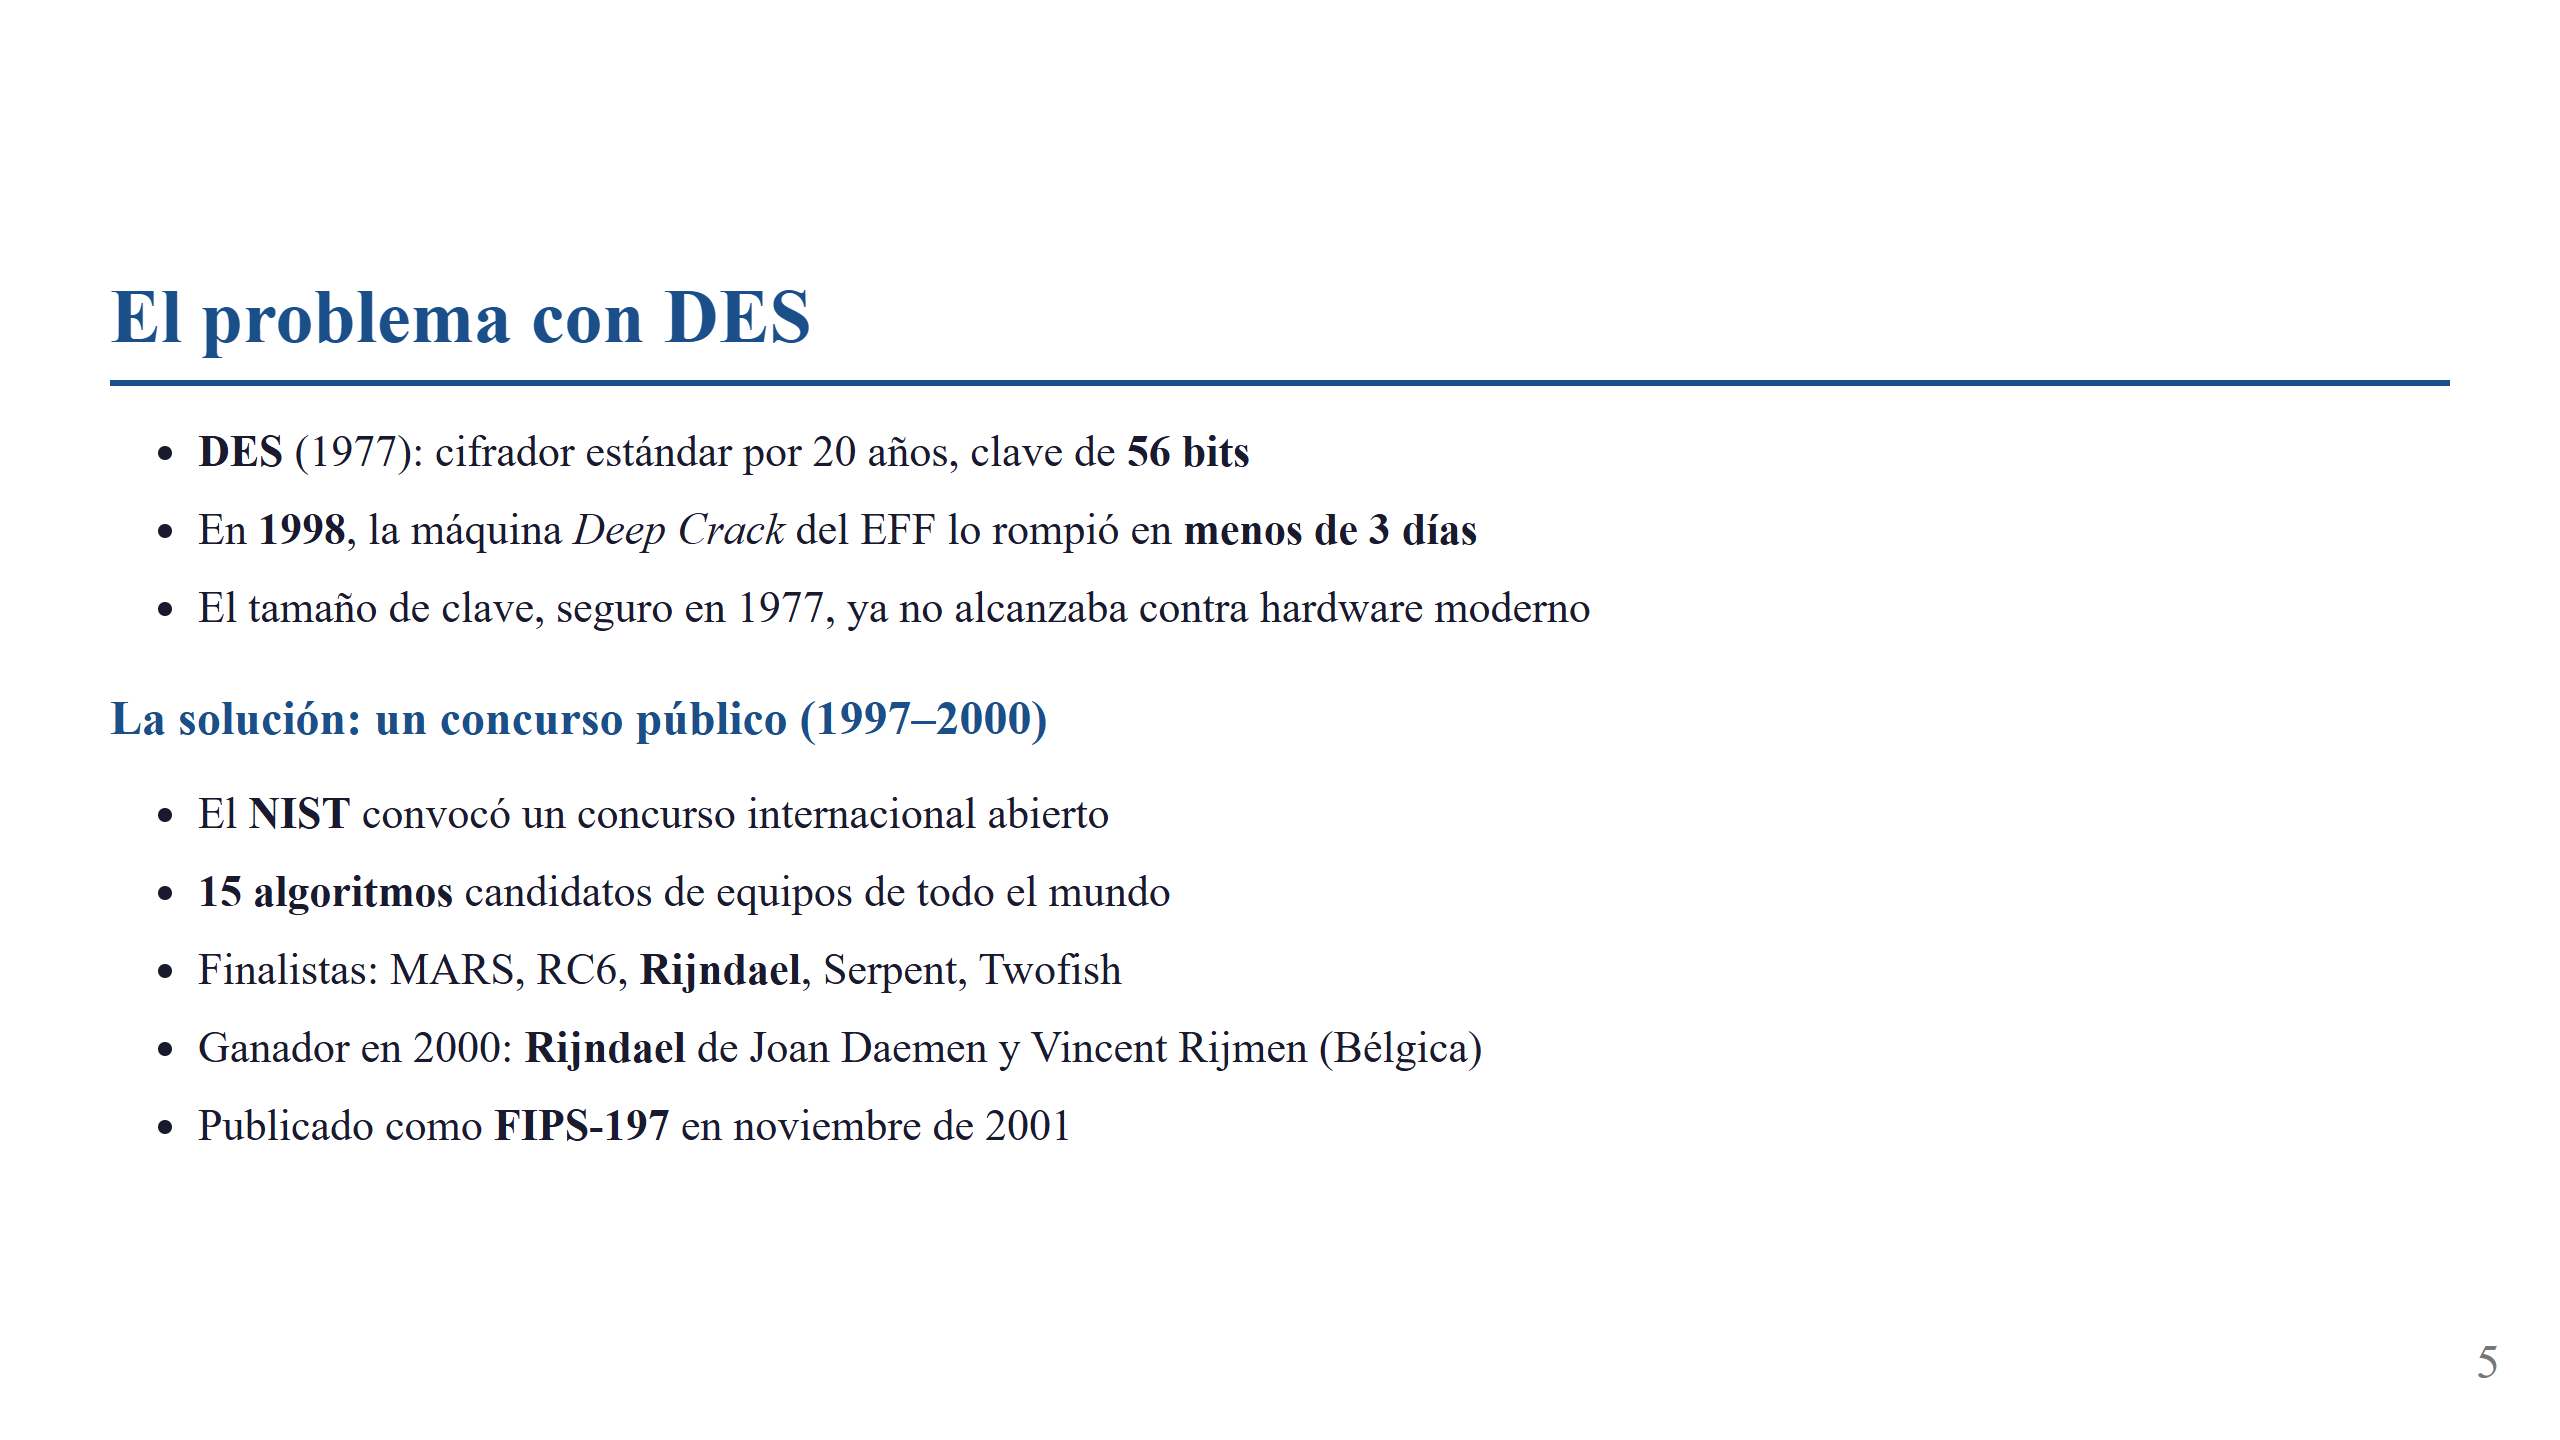 El problema con DES
• DES (1977): cifrador estándar por 20 años, clave de 56 bits
• En 1998, la máquina Deep Crack del EFF lo rompió en menos de 3 días
• El tamaño de clave, seguro en 1977, ya no alcanzaba contra hardware moderno
La solución: un concurso público (1997–2000)
• El NIST convocó un concurso internacional abierto
• 15 algoritmos candidatos de equipos de todo el mundo
• Finalistas: MARS, RC6, Rijndael, Serpent, Twofish
• Ganador en 2000: Rijndael de Joan Daemen y Vincent Rijmen (Bélgica)
• Publicado como FIPS-197 en noviembre de 2001
5